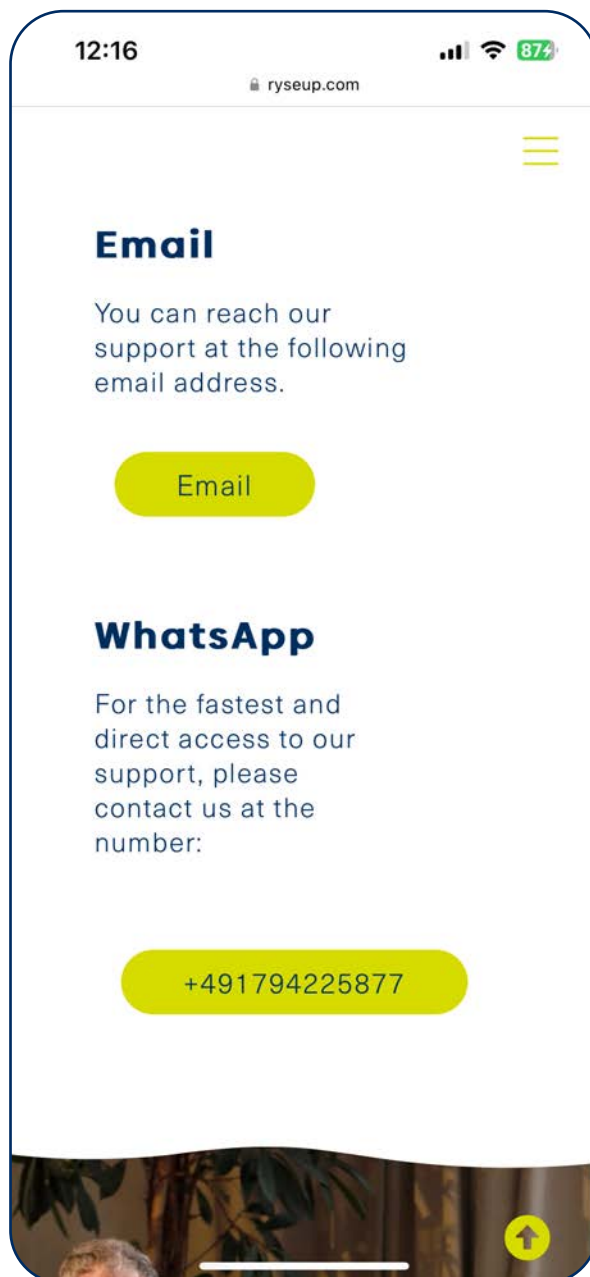 12:16
87
ryseup.com
Email
You can reach our
support at the following
email address.
Email
WhatsApp
For the fastest and
direct access to our
support, please
contact us at the
number:
+491794225877